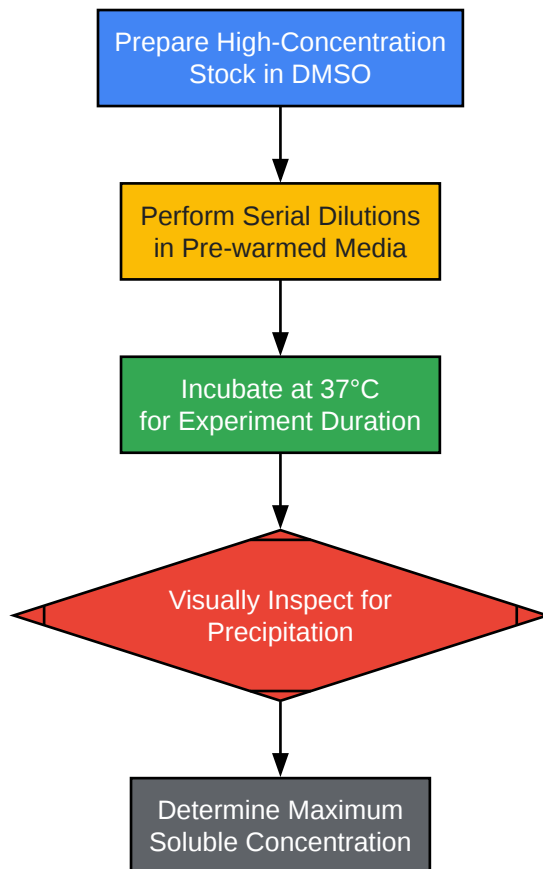 Prepare High-Concentration
Stock in DMSO
Perform Serial Dilutions
in Pre-warmed Media
Incubate at 37°C
for Experiment Duration
Visually Inspect for
Precipitation
Determine Maximum
Soluble Concentration